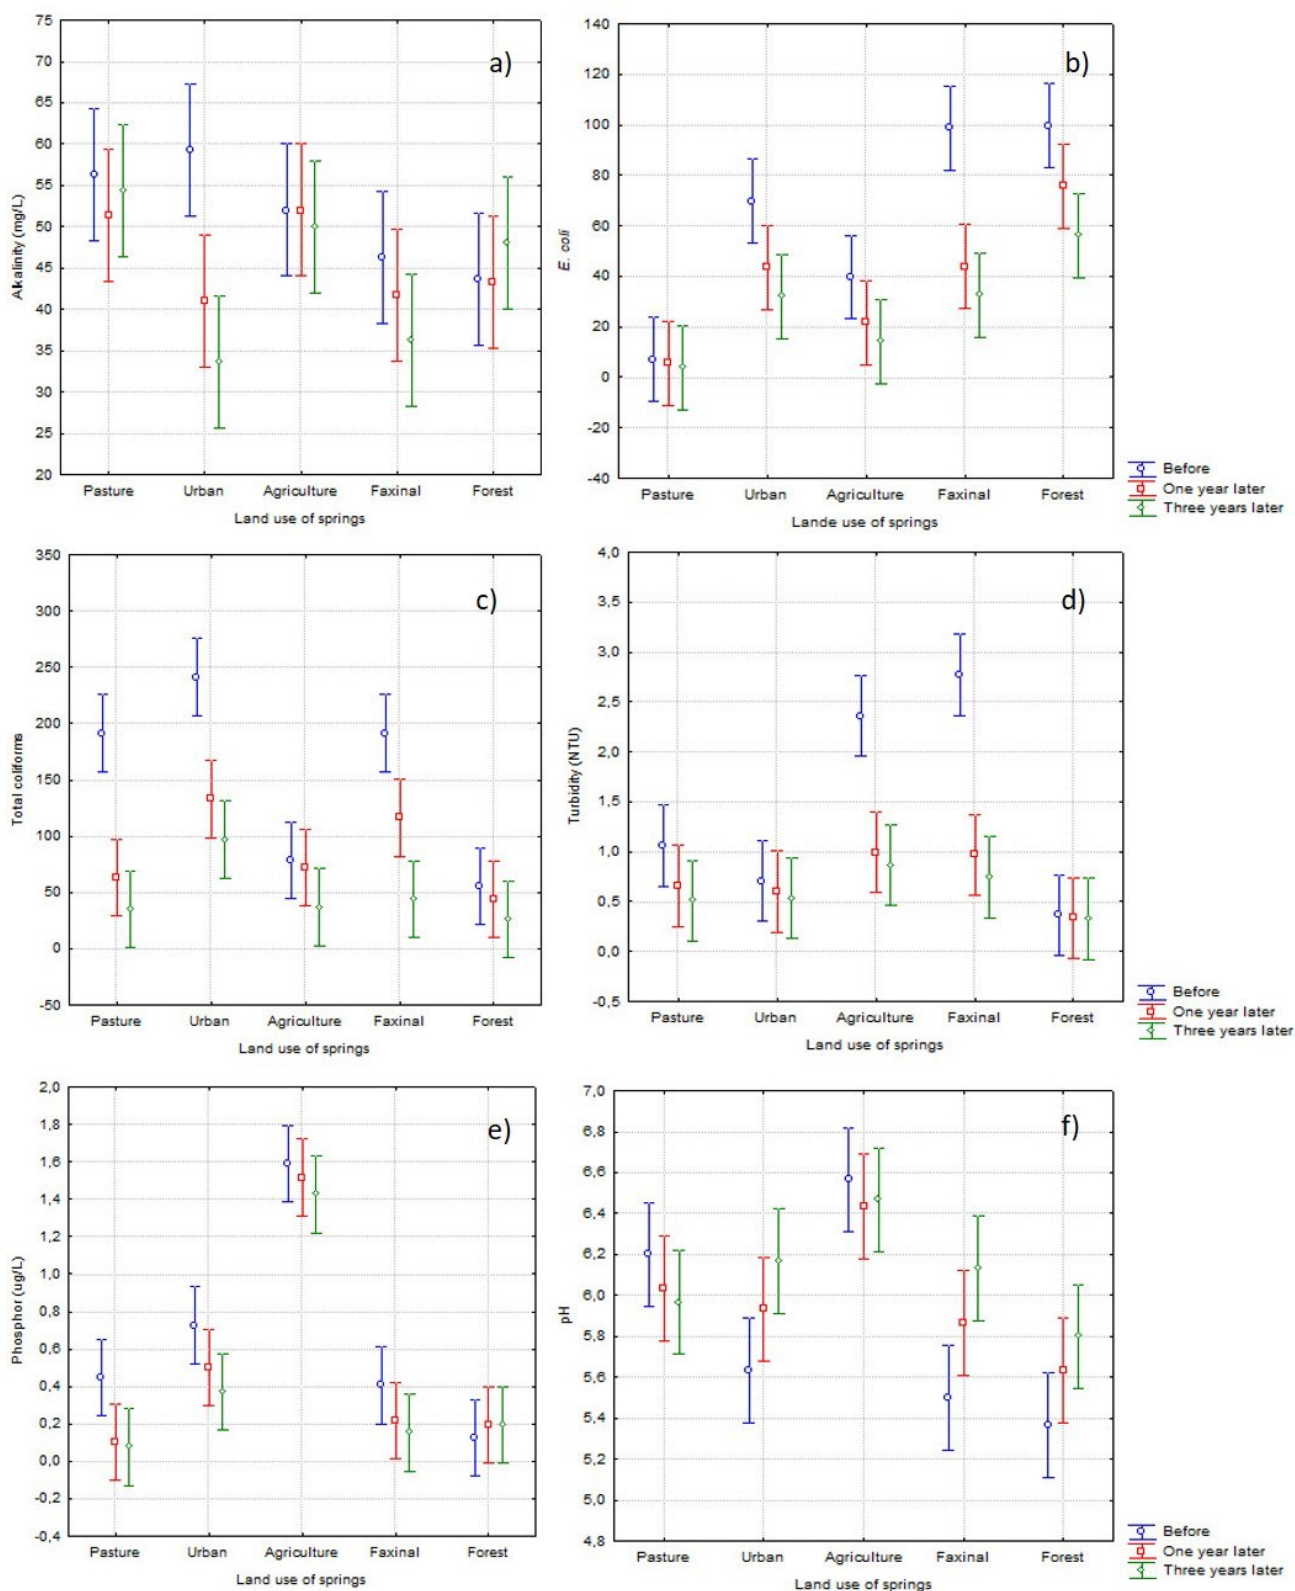 a)
75
70
65
60
55
50
45
40
35
30
25
20
Alkalinity (mg/L)
Pasture Urban Agriculture Faxinal Forest
Land use of springs
b)
140
120
100
80
60
40
20
0
-20
-40
E. coli
Pasture Urban Agriculture Faxinal Forest
Lande use of springs
Before
One year later
Three years later
c)
350
300
250
200
150
100
50
0
-50
Total coliforms
Pasture Urban Agriculture Faxinal Forest
Land use of springs
d)
4,0
3,5
3,0
2,5
2,0
1,5
1,0
0,5
0,0
-0,5
Turbidity (NTU)
Pasture Urban Agriculture Faxinal Forest
Land use of springs
Before
One year later
Three years later
e)
2,0
1,8
1,6
1,4
1,2
1,0
0,8
0,6
0,4
0,2
0,0
-0,2
-0,4
Phosphor (ug/L)
Pasture Urban Agriculture Faxinal Forest
Land use of springs
f)
7,0
6,8
6,6
6,4
6,2
6,0
5,8
5,6
5,4
5,2
5,0
4,8
pH
Pasture Urban Agriculture Faxinal Forest
Land use of springs
Before
One year later
Three years later